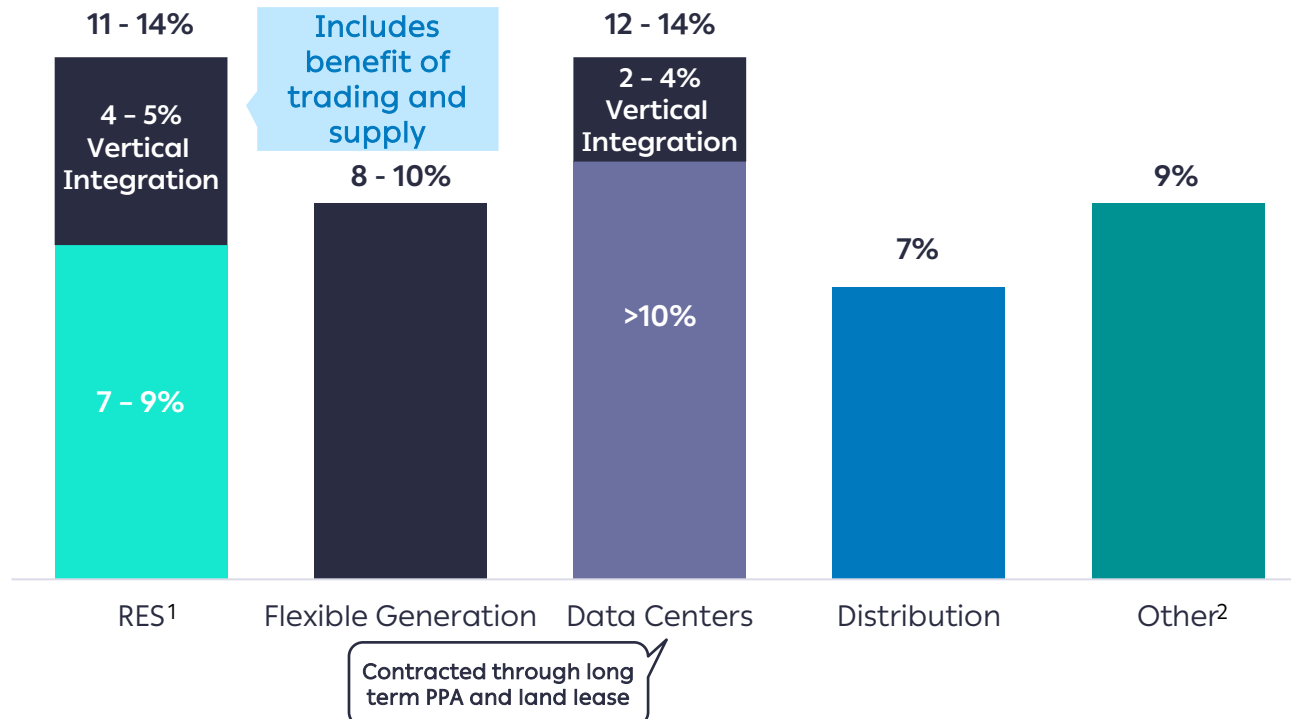 11 - 14%
4 – 5%
Vertical
Integration
7 – 9%
Includes
benefit of
trading and
supply
8 - 10%
12 - 14%
2 – 4%
Vertical
Integration
>10%
7%
9%
RES1
Flexible Generation
Data Centers
Distribution
Other2
Contracted through long
term PPA and land lease